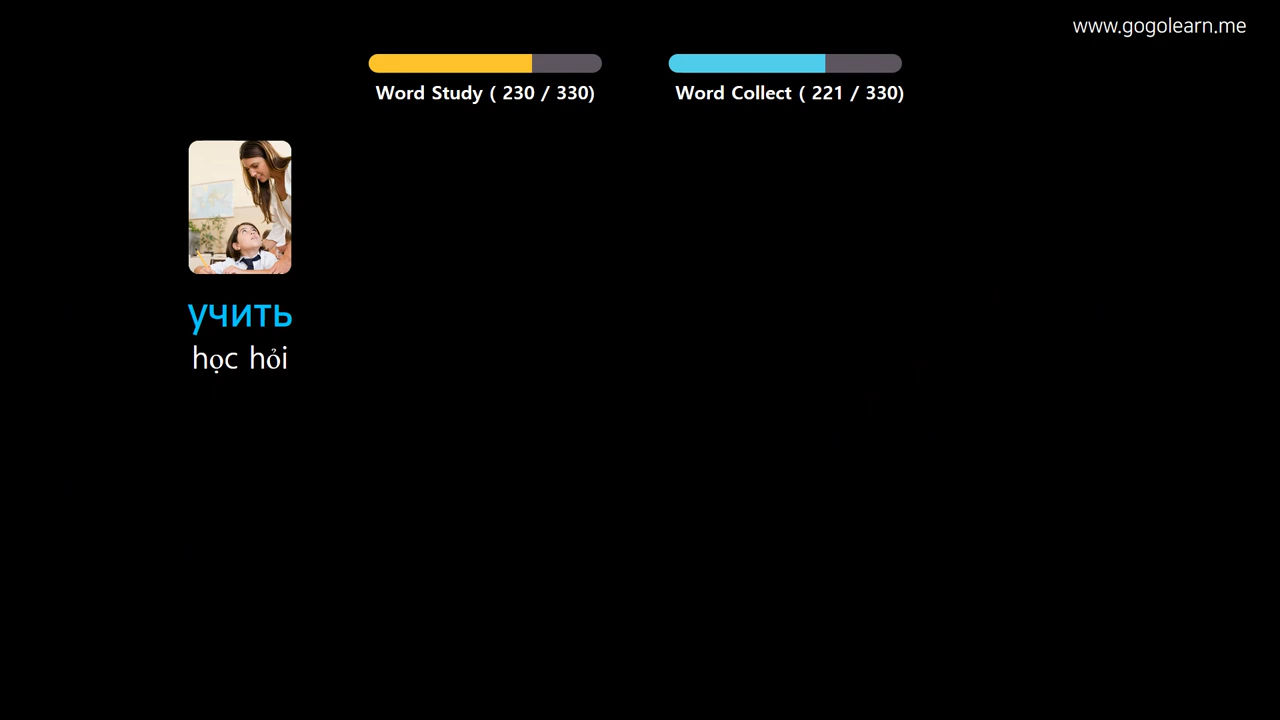 www.gogolearn.me
Word Study ( 230 / 330)
Word Collect ( 221 / 330)
учить
học hỏi